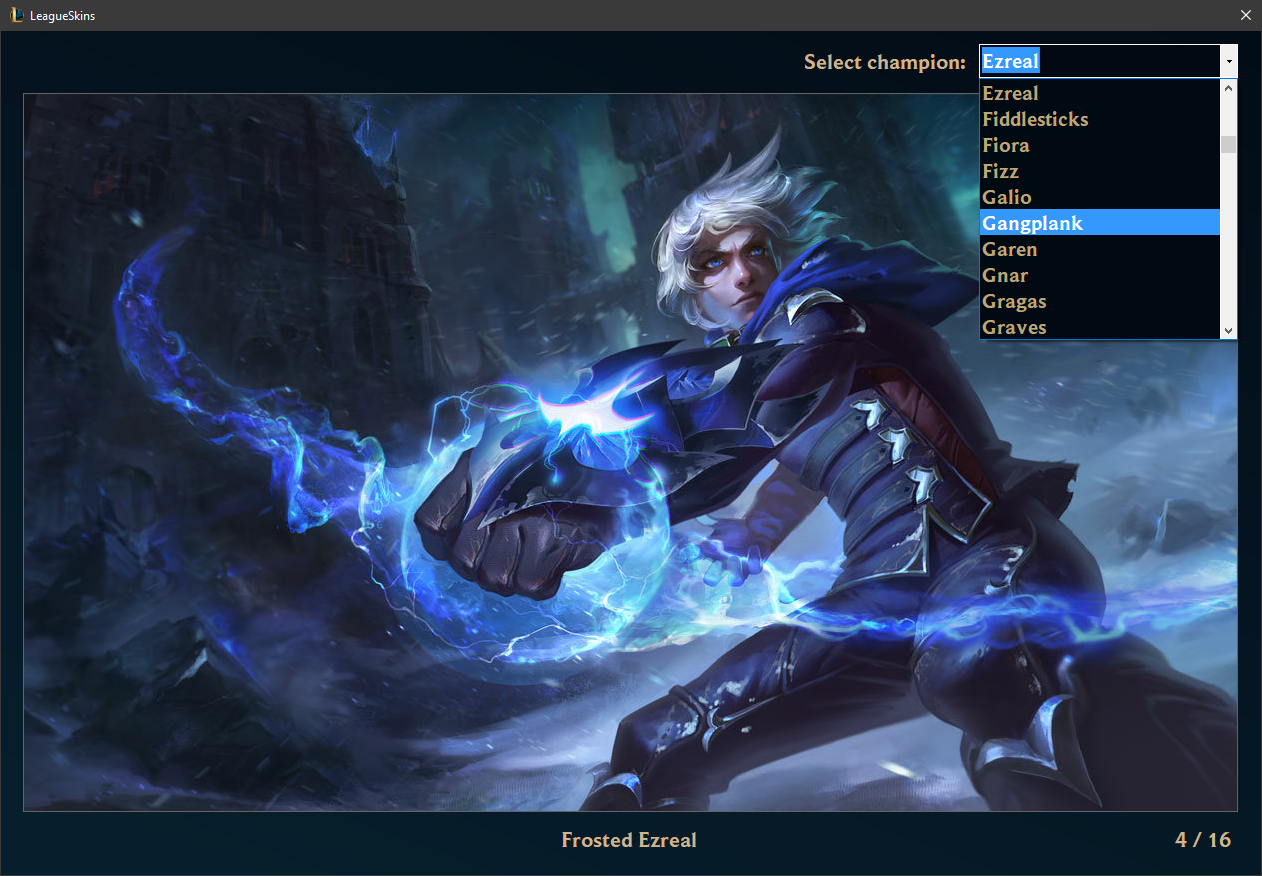 LeagueSkins
Select champion:
Ezreal
Ezreal
Fiddlesticks
Fiora
Fizz
Galio
Gangplank
Garen
Gnar
Gragas
Graves
Frosted Ezreal
4 / 16